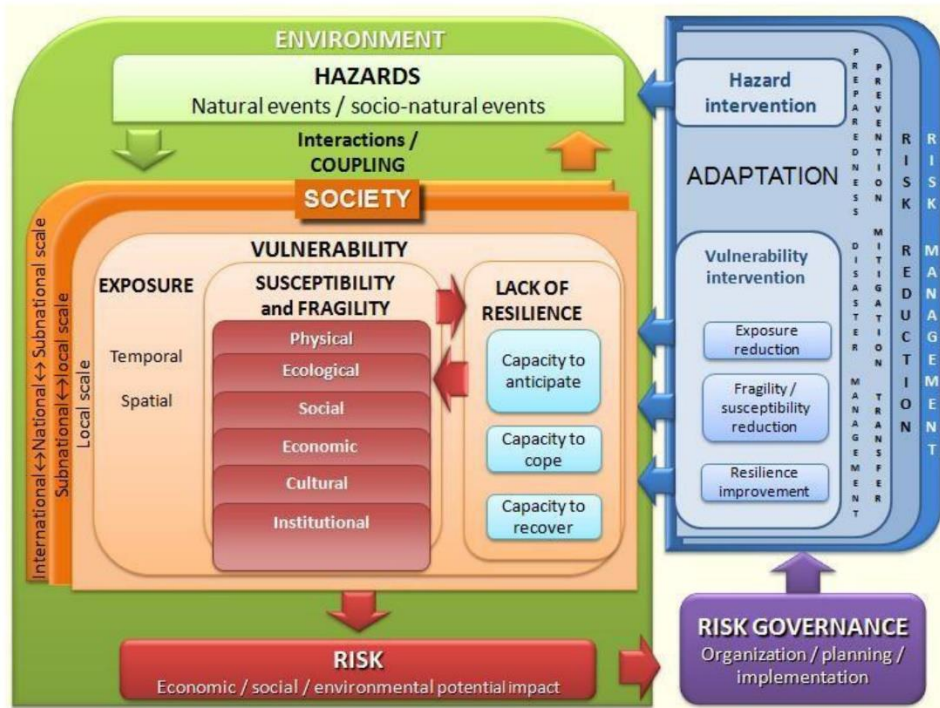 ENVIRONMENT
HAZARDS
Natural events / socio-natural events
Interactions /
COUPLING
SOCIETY
International↔National↔Subnational scale
Subnational↔local scale
Local scale
VULNERABILITY
EXPOSURE
Temporal
Spatial
SUSCEPTIBILITY
and FRAGILITY
Physical
Ecological
Social
Economic
Cultural
Institutional
LACK OF
RESILIENCE
Capacity to
anticipate
Capacity to
cope
Capacity to
recover
RISK
Economic / social / environmental potential impact
Hazard
intervention
ADAPTATION
Vulnerability
intervention
Exposure
reduction
Fragility /
susceptibility
reduction
Resilience
improvement
PREPAREDNESS DISASTER MANAGEMENT
PREVENTION MITIGATION TRANSFER
RISK REDUCTION
RISK MANAGEMENT
RISK GOVERNANCE
Organization / planning /
implementation